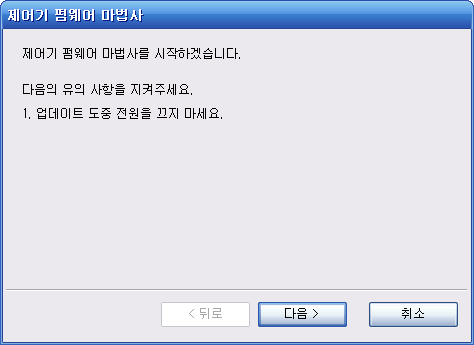 제어기 펌웨어 마법사
제어기 펌웨어 마법사를 시작하겠습니다.
다음의 유의 사항을 지켜주세요.
1. 업데이트 도중 전원을 끄지 마세요.
< 뒤로 다음 > 취소